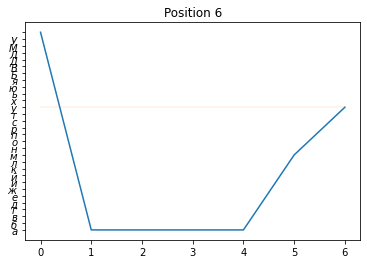 Position 6
У
М
Д
В
Б
я
ю
ь
х
у
т
с
р
п
о
н
м
л
к
й
и
ж
е
д
г
в
б
а
0 1 2 3 4 5 6